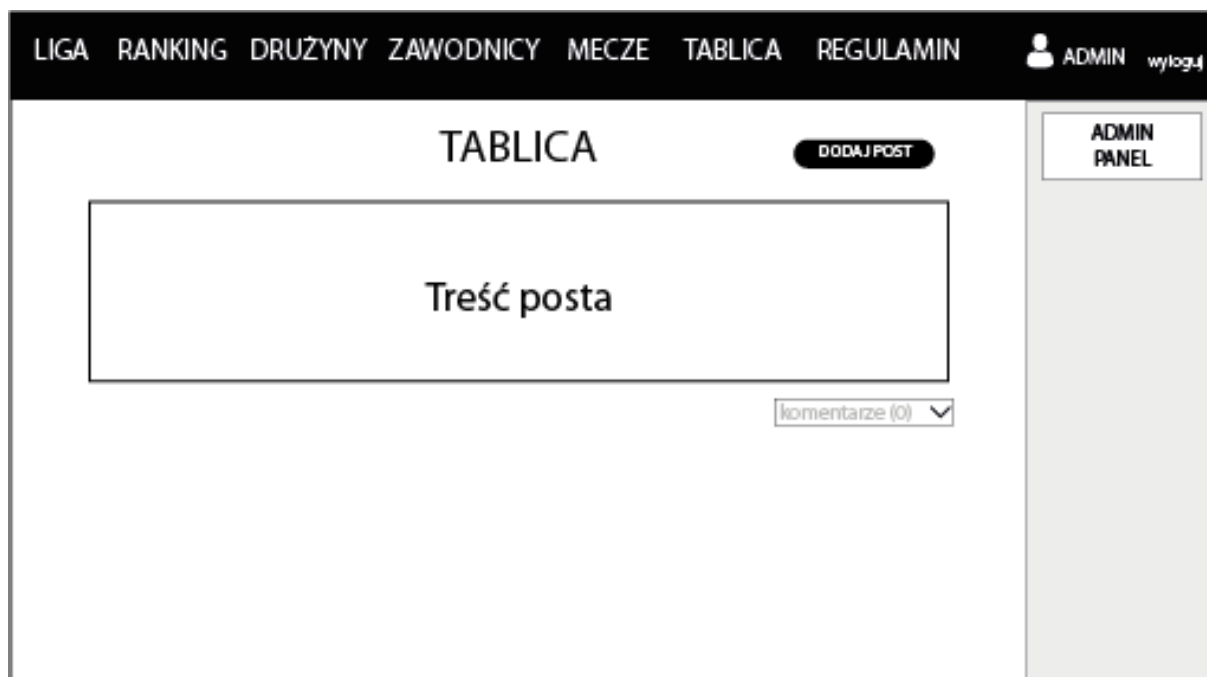 LIGA RANKING DRUŻYNY ZAWODNICY MECZE TABLICA REGULAMIN ADMIN wyloguj
TABLICA DODAJ POST
ADMIN
PANEL
Treść posta
komentarze (0)